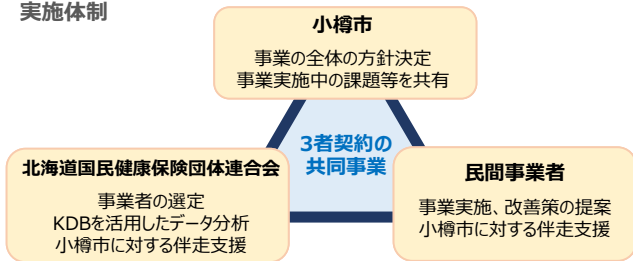 実施体制
小樽市
事業の全体の方針決定
事業実施中の課題等を共有
3者契約の
共同事業
北海道国民健康保険団体連合会
事業者の選定
KDBを活用したデータ分析
小樽市に対する伴走支援
民間事業者
事業実施、改善策の提案
小樽市に対する伴走支援